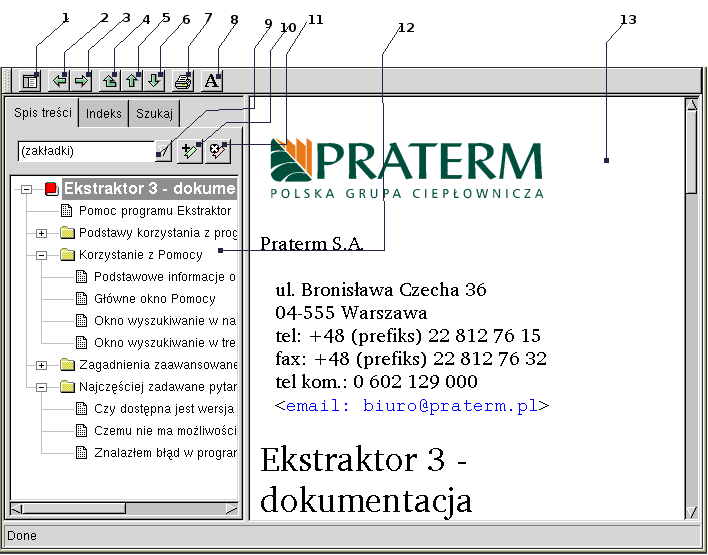 1 2 3 4 5 6 7 8 9 10 11 12 13
A
Spis treści Indeks Szukaj
(zakładki)
Ekstraktor 3 - dokume
Pomoc programu Ekstraktor
Podstawy korzystania z prog
Korzystanie z Pomocy
Podstawowe informacje o
Główne okno Pomocy
Okno wyszukiwanie w na
Okno wyszukiwanie w tre
Zagadnienia zaawansowane
Najczęściej zadawane pytar
Czy dostępna jest wersja
Czemu nie ma możliwości
Znalazłem błąd w program
PRATERM
POLSKA GRUPA CIEPŁOWNICZA
Praterm S.A.
ul. Bronisława Czecha 36
04-555 Warszawa
tel: +48 (prefiks) 22 812 76 15
fax: +48 (prefiks) 22 812 76 32
tel kom.: 0 602 129 000
<email: biuro@praterm.pl>
Ekstraktor 3 -
dokumentacja
Done